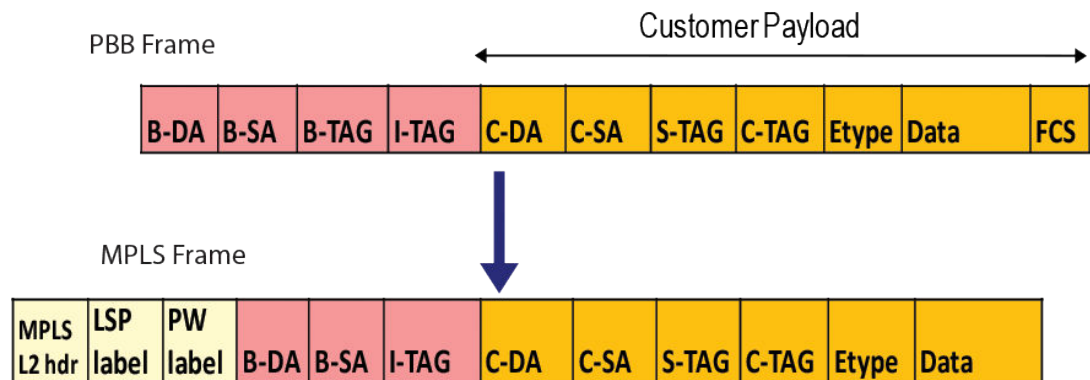 Customer Payload
PBB Frame
B-DA B-SA B-TAG I-TAG C-DA C-SA S-TAG C-TAG Etype Data FCS
MPLS Frame
MPLS L2 hdr LSP label PW label B-DA B-SA I-TAG C-DA C-SA S-TAG C-TAG Etype Data